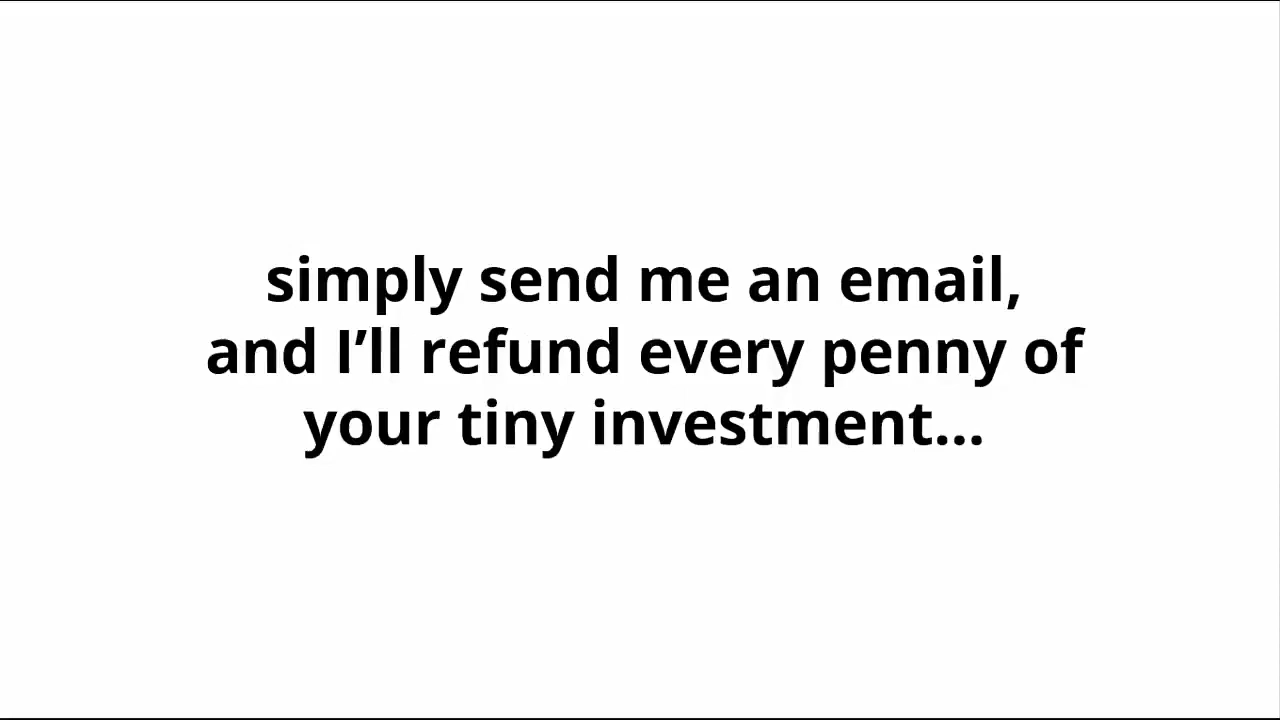 simply send me an email,
and I’ll refund every penny of
your tiny investment...